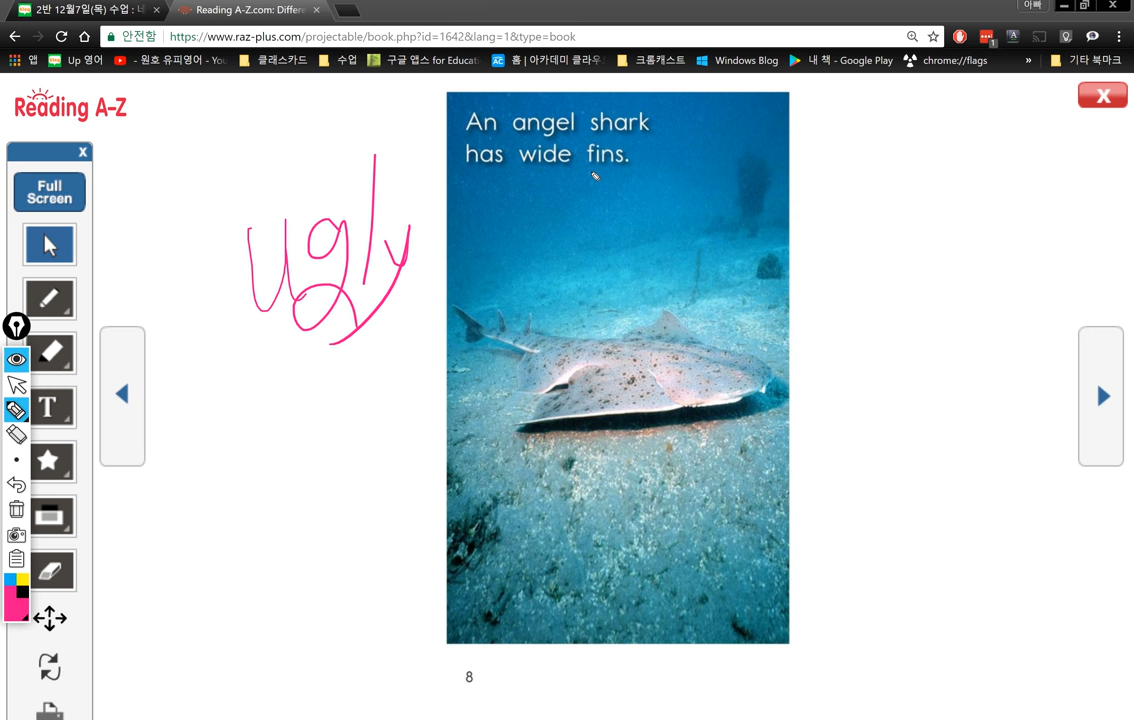 2반 12월7일(목) 수업 : 네
Reading A-Z.com: Differe
아빠
안전함
https://www.raz-plus.com/projectable/book.php?id=1642&lang=1&type=book
앱
Up 영어
- 원호 유피영어 - You
클래스카드
수업
구글 앱스 for Educati
홈 | 아카데미 클라우
크롬캐스트
Windows Blog
내 책 - Google Play
chrome://flags
»
기타 북마크
Reading A-Z
X
x
Full
Screen
T
ugly
An angel shark
has wide fins.
8